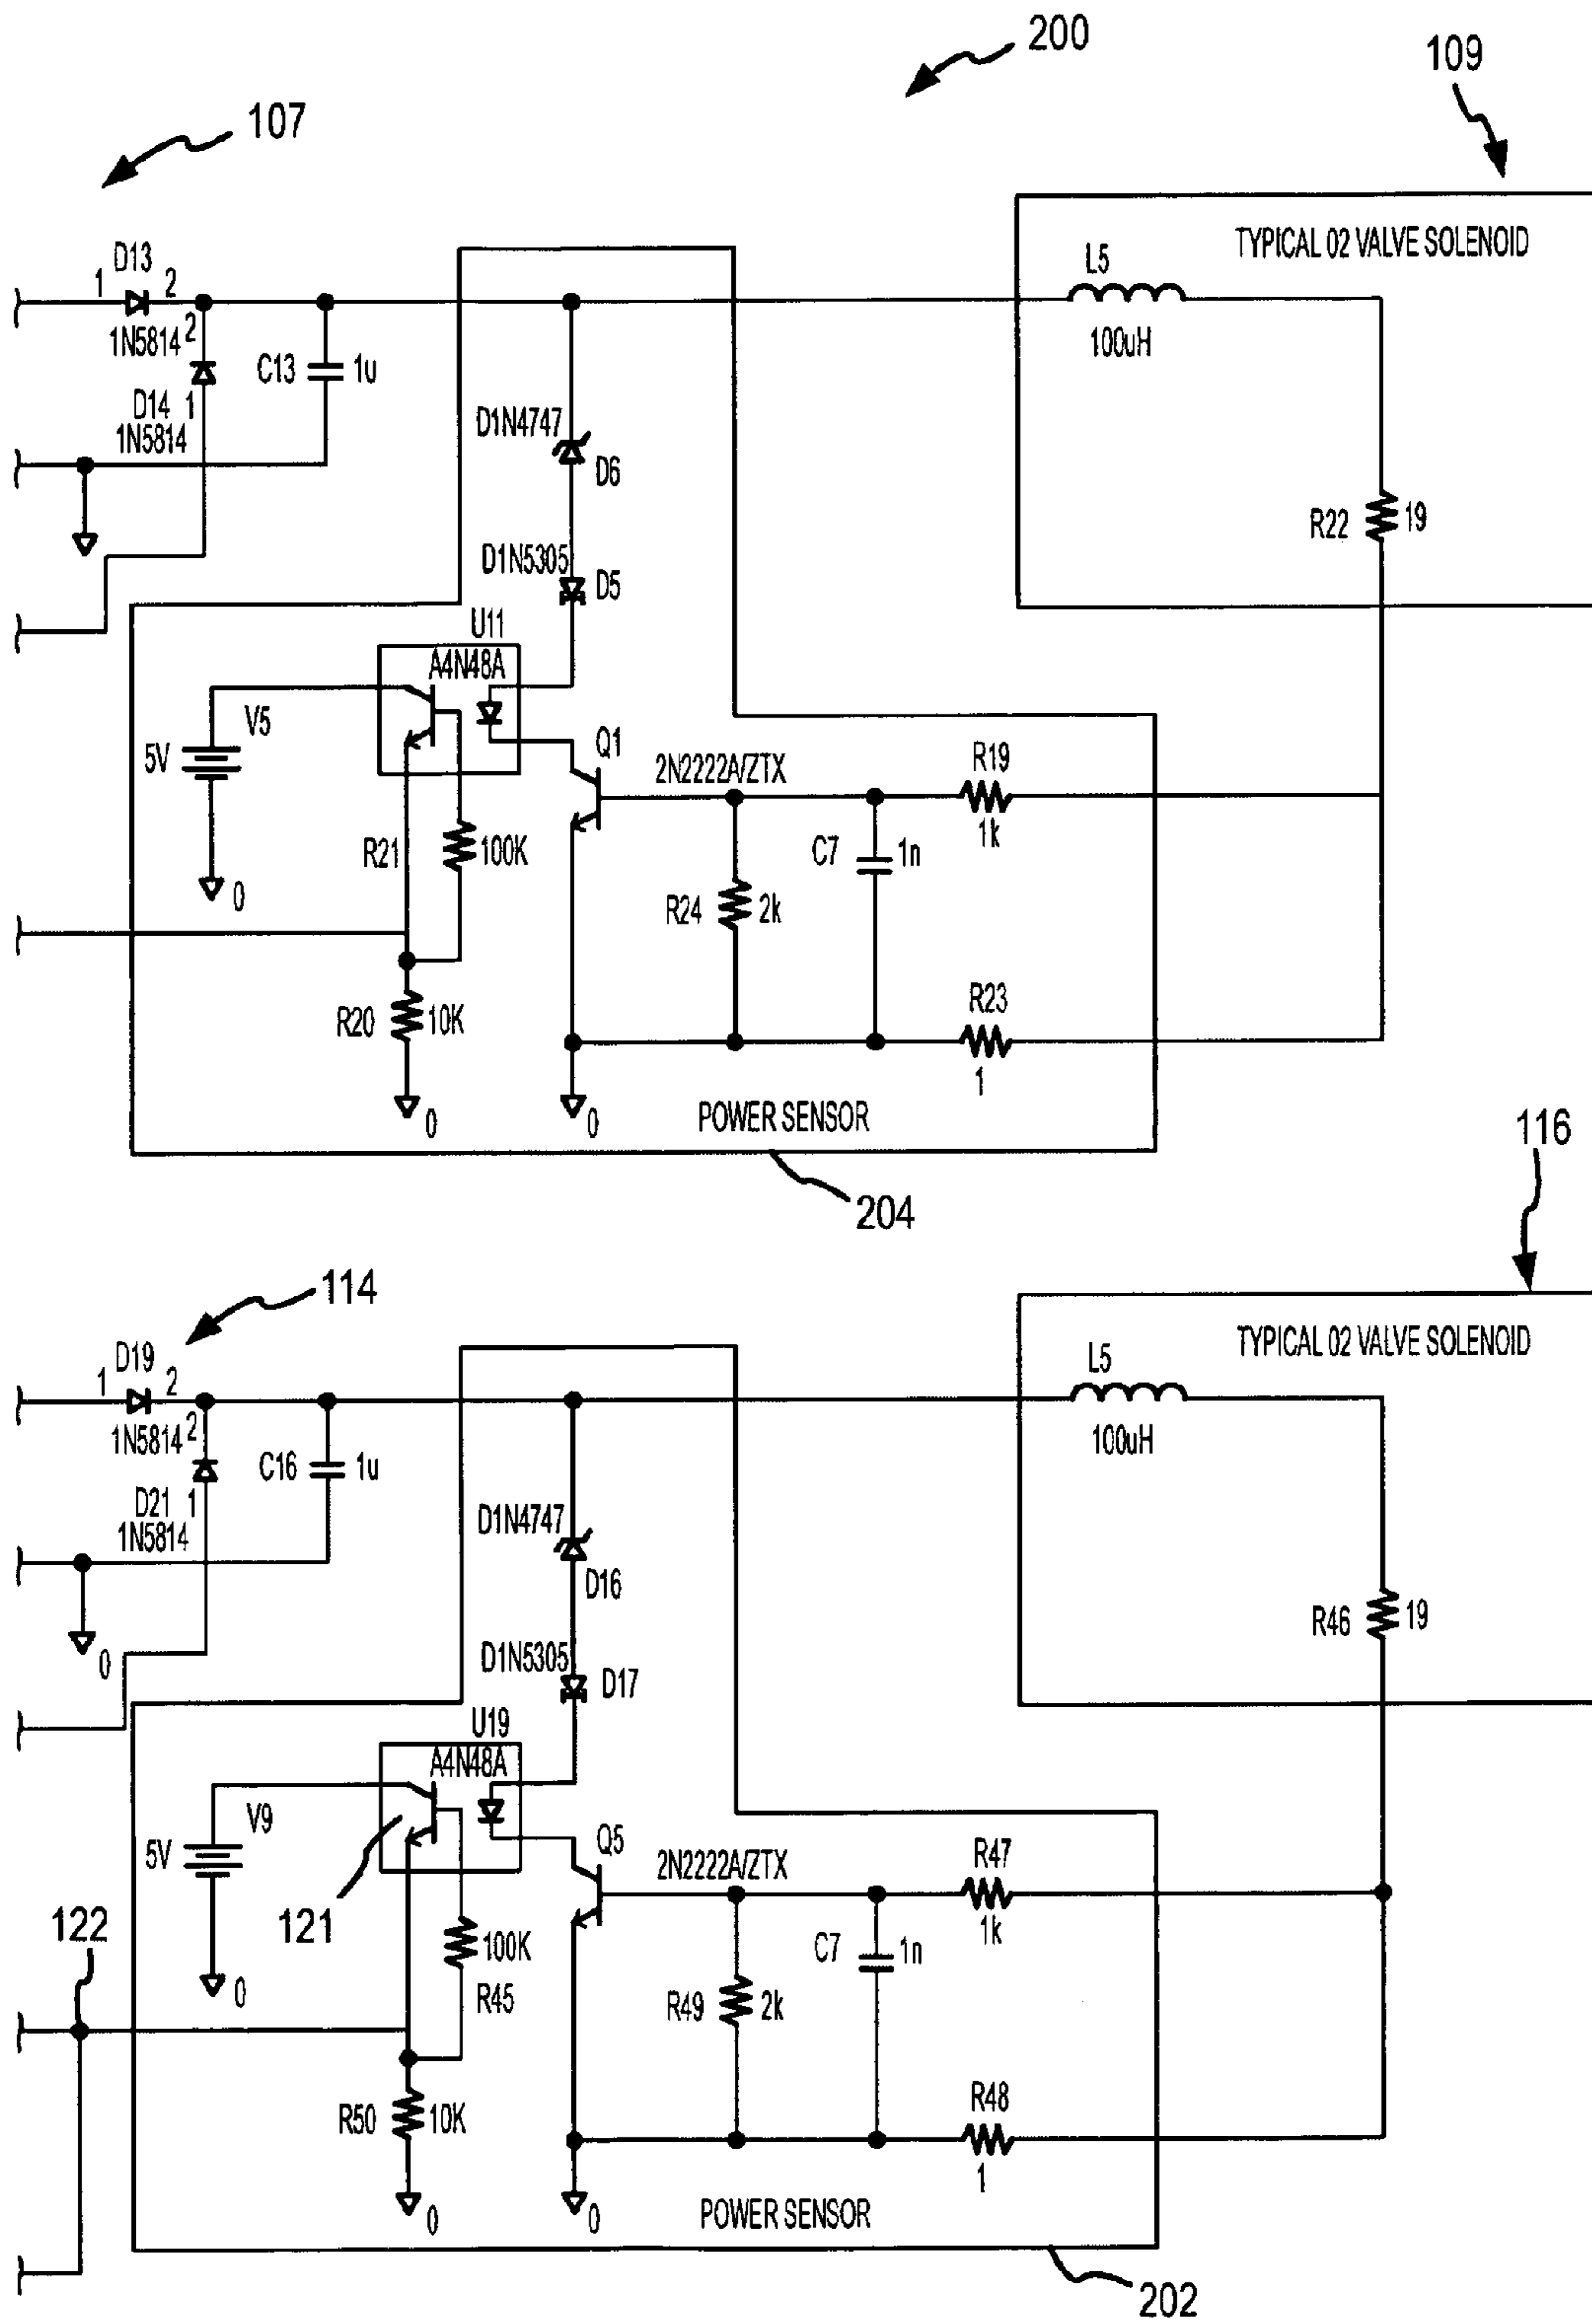 200
109
107
TYPICAL 02 VALVE SOLENOID
D13
1 2
L5
1N5814
2
100uH
C13
1u
D14 1
1N5814
D1N4747
D6
R22
19
D1N5305
D5
U11
A4N48A
V5
5V
Q1
2N2222A/ZTX
R19
1k
R21
100K
C7
1n
0
R24
2k
R23
1
R20
10K
0
0
POWER SENSOR
204
116
114
TYPICAL 02 VALVE SOLENOID
D19
1 2
L5
1N5814
2
100uH
C16
1u
D21 1
1N5814
D1N4747
D16
R46
19
0
D1N5305
D17
U19
A4N48A
V9
5V
Q5
2N2222A/ZTX
R47
1k
122
121
100K
C7
1n
0
R45
R49
2k
R48
1
R50
10K
0
0
POWER SENSOR
202